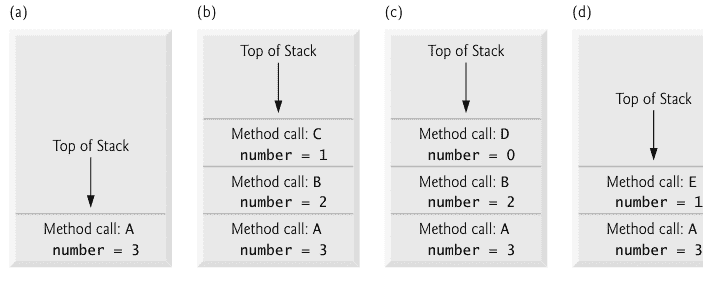 (a)
Top of Stack
Method call: A
number = 3
(b)
Top of Stack
Method call: C
number = 1
Method call: B
number = 2
Method call: A
number = 3
(c)
Top of Stack
Method call: D
number = 0
Method call: B
number = 2
Method call: A
number = 3
(d)
Top of Stack
Method call: E
number = 1
Method call: A
number = 3